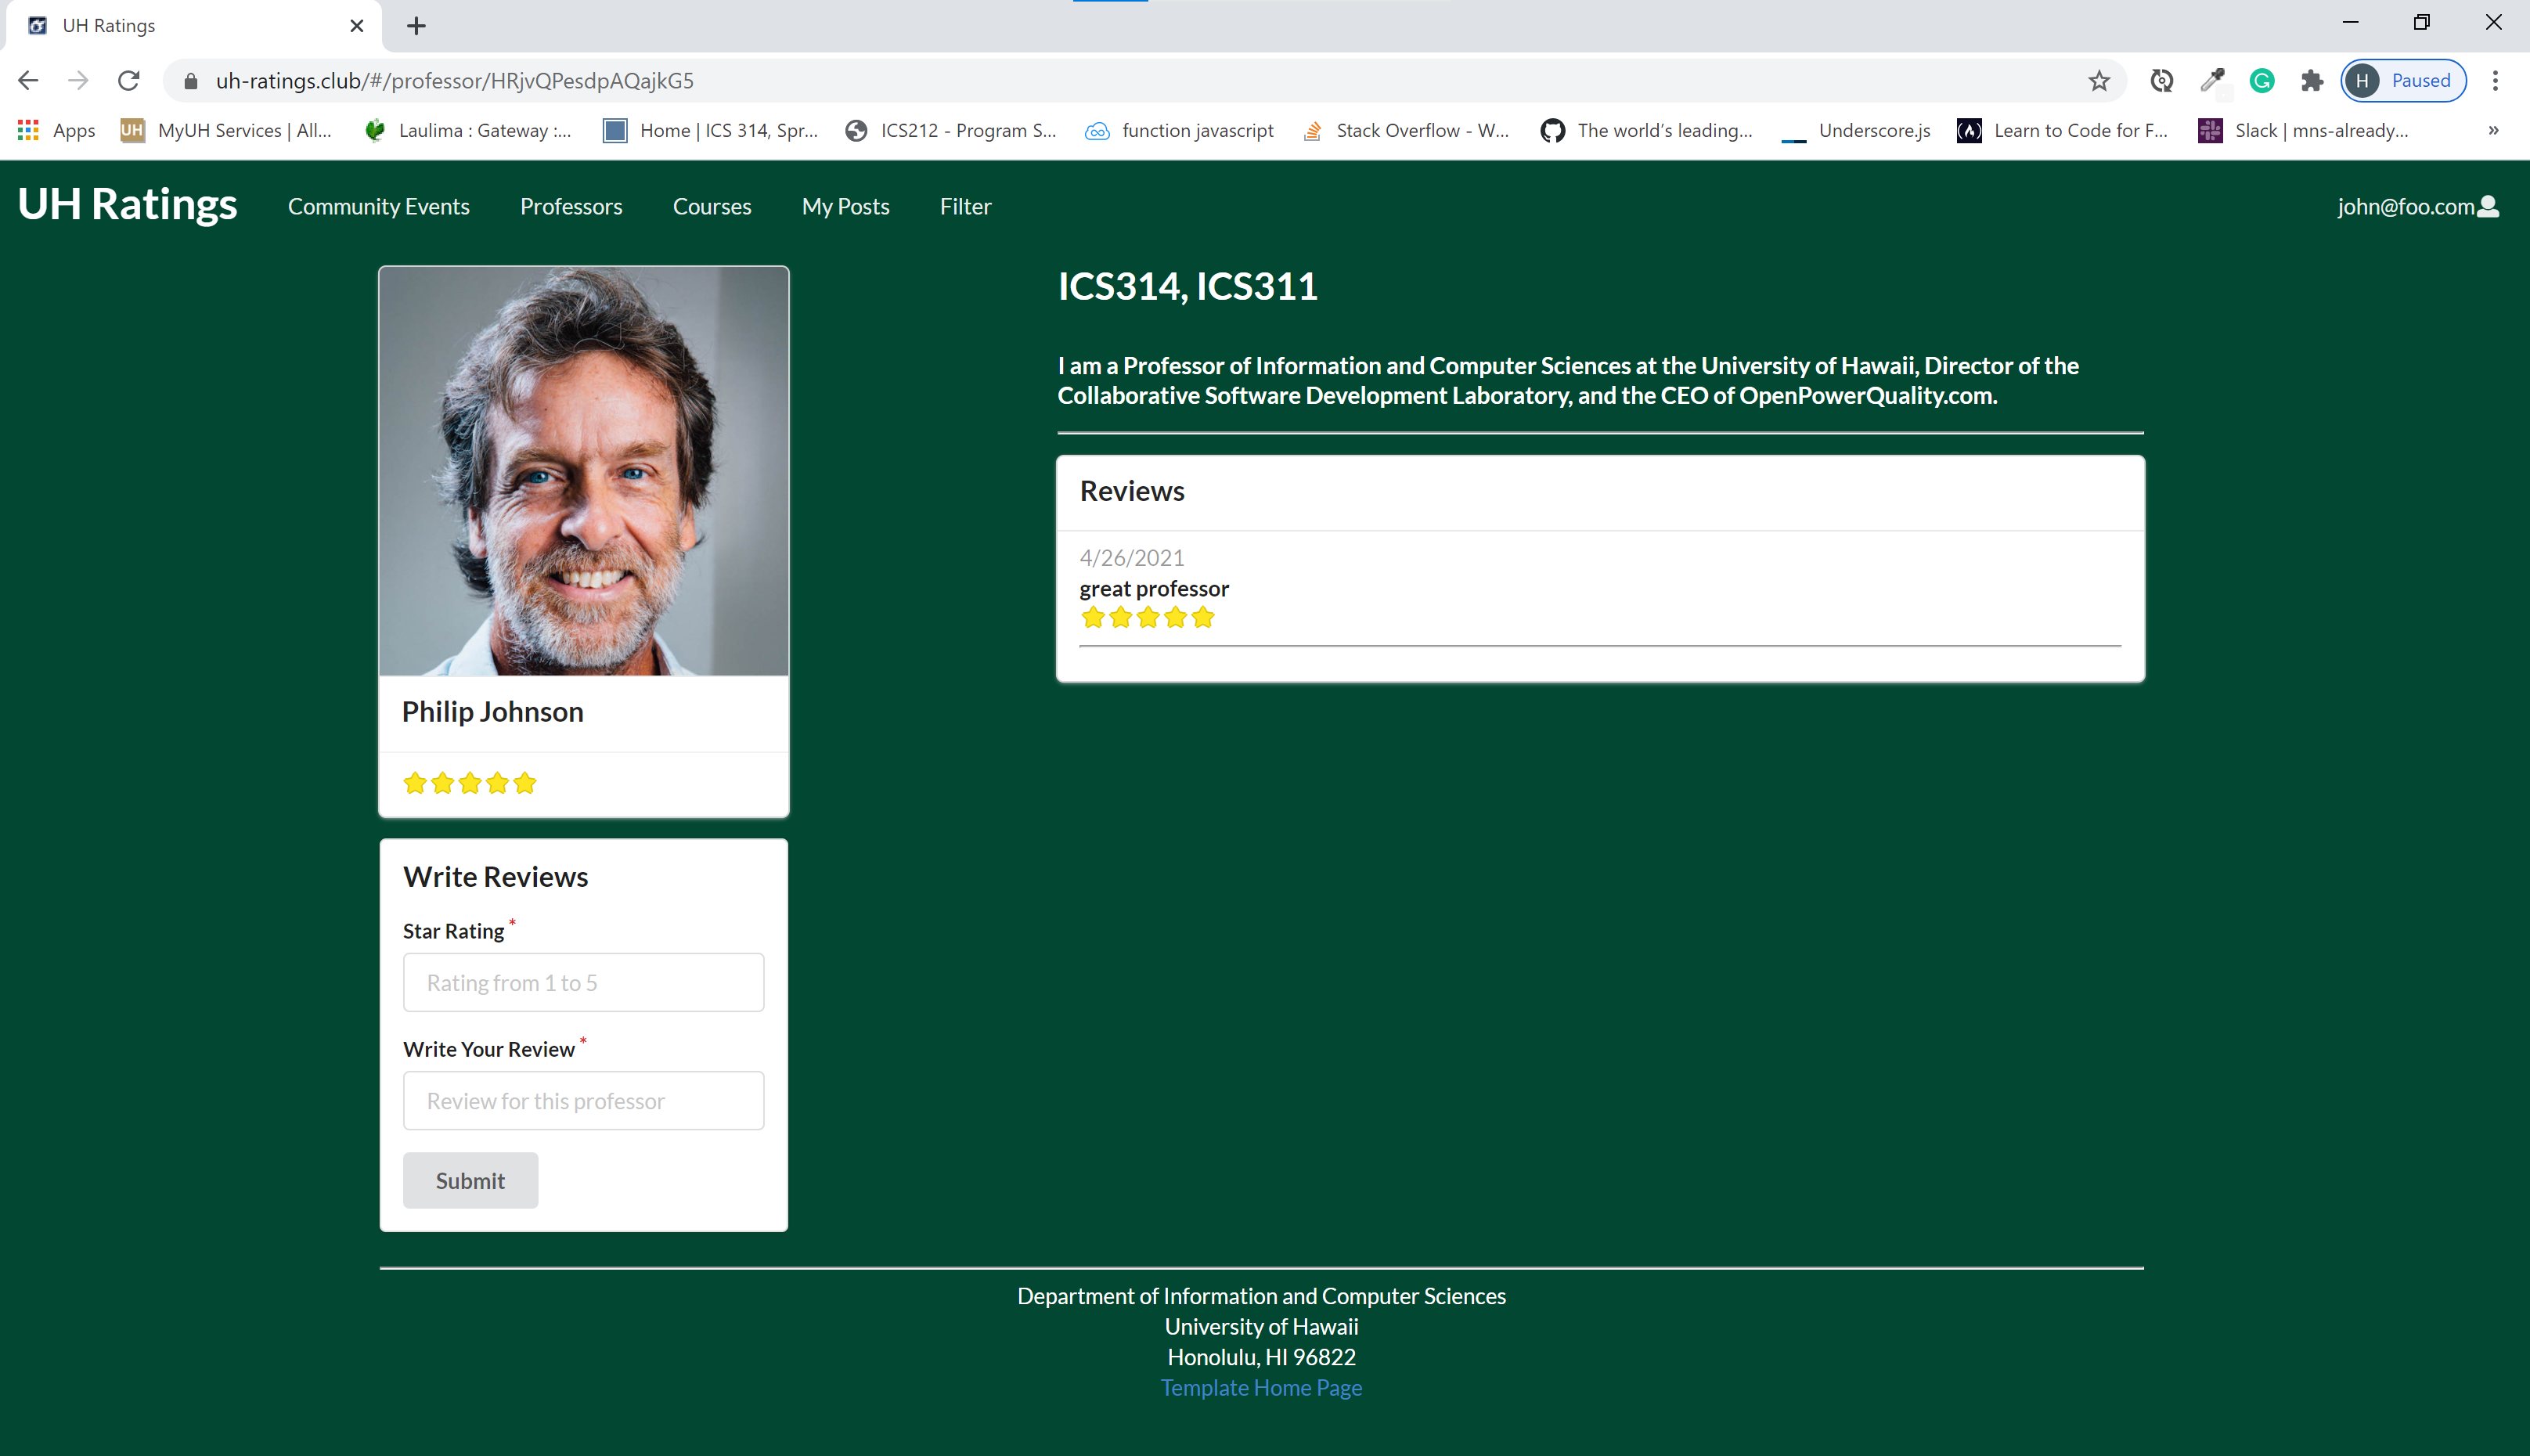 UH Ratings
uh-ratings.club/#/professor/HRjvQPesdpAQajkG5
H Paused
Apps
UH MyUH Services | All...
Laulima : Gateway :...
Home | ICS 314, Spr...
ICS212 - Program S...
function javascript
Stack Overflow - W...
The world's leading...
Underscore.js
Learn to Code for F...
Slack | mns-already...
»
UH Ratings
Community Events
Professors
Courses
My Posts
Filter
john@foo.com
Philip Johnson
Write Reviews
Star Rating *
Rating from 1 to 5
Write Your Review *
Review for this professor
Submit
ICS314, ICS311
I am a Professor of Information and Computer Sciences at the University of Hawaii, Director of the
Collaborative Software Development Laboratory, and the CEO of OpenPowerQuality.com.
Reviews
4/26/2021
great professor
Department of Information and Computer Sciences
University of Hawaii
Honolulu, HI 96822
Template Home Page